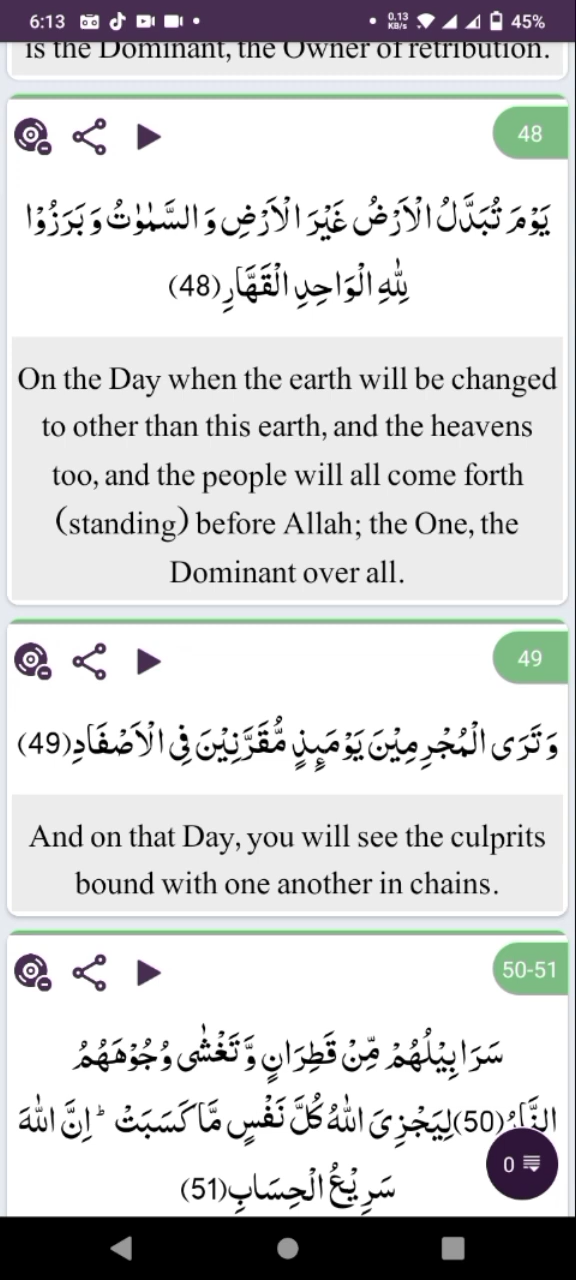 6:13
0.13
KB/s
45%
is the Dominant, the Owner of retribution.
48
یَوْمَ تُبَدَّلُ الْاَرْضُ غَیْرَ الْاَرْضِ وَ السَّمٰوٰتُ وَ بَرَزُوْا
لِلّٰهِ الْوَاحِدِ الْقَهَّارِ(48)
On the Day when the earth will be changed
to other than this earth, and the heavens
too, and the people will all come forth
(standing) before Allah; the One, the
Dominant over all.
49
وَ تَرَى الْمُجْرِمِیْنَ یَوْمَىٕذٍ مُّقَرَّنِیْنَ فِی الْاَصْفَادِ(49)
And on that Day, you will see the culprits
bound with one another in chains.
50-51
سَرَابِیْلُهُمْ مِّنْ قَطِرَانٍ وَّ تَغْشٰى وُجُوْهَهُمُ
النَّارُ(50)لِیَجْزِیَ اللّٰهُ كُلَّ نَفْسٍ مَّا كَسَبَتْؕ-اِنَّ اللّٰهَ
0
سَرِیْعُ الْحِسَابِ(51)